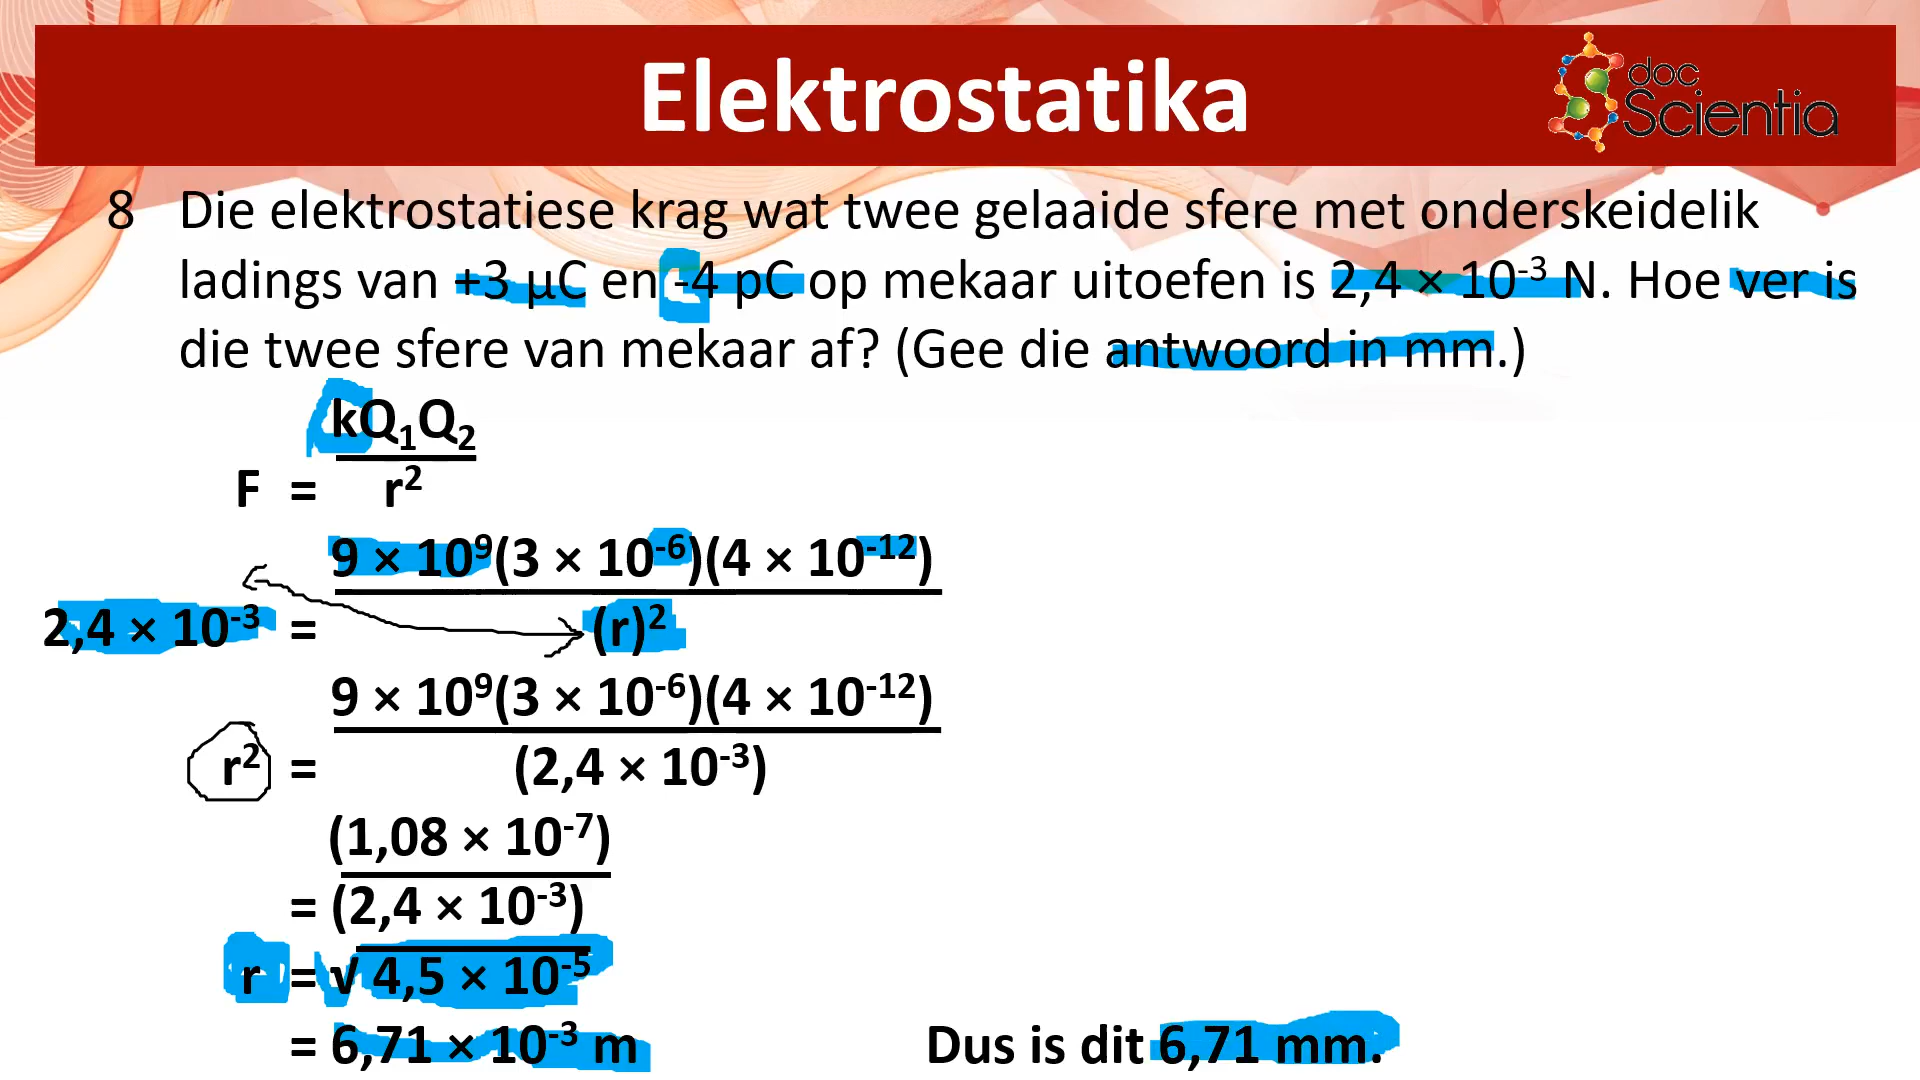 Elektrostatika
doc
Scientia
8 Die elektrostatiese krag wat twee gelaaide sfere met onderskeidelik
ladings van +3 µC en -4 pC op mekaar uitoefen is 2,4 × 10⁻³ N. Hoe ver is
die twee sfere van mekaar af? (Gee die antwoord in mm.)
kQ₁Q₂
F = r²
9 × 10⁹(3 × 10⁻⁶)(4 × 10⁻¹²)
2,4 × 10⁻³ = (r)²
9 × 10⁹(3 × 10⁻⁶)(4 × 10⁻¹²)
r² = (2,4 × 10⁻³)
(1,08 × 10⁻⁷)
= (2,4 × 10⁻³)
r = √ 4,5 × 10⁻⁵
= 6,71 × 10⁻³ m Dus is dit 6,71 mm.